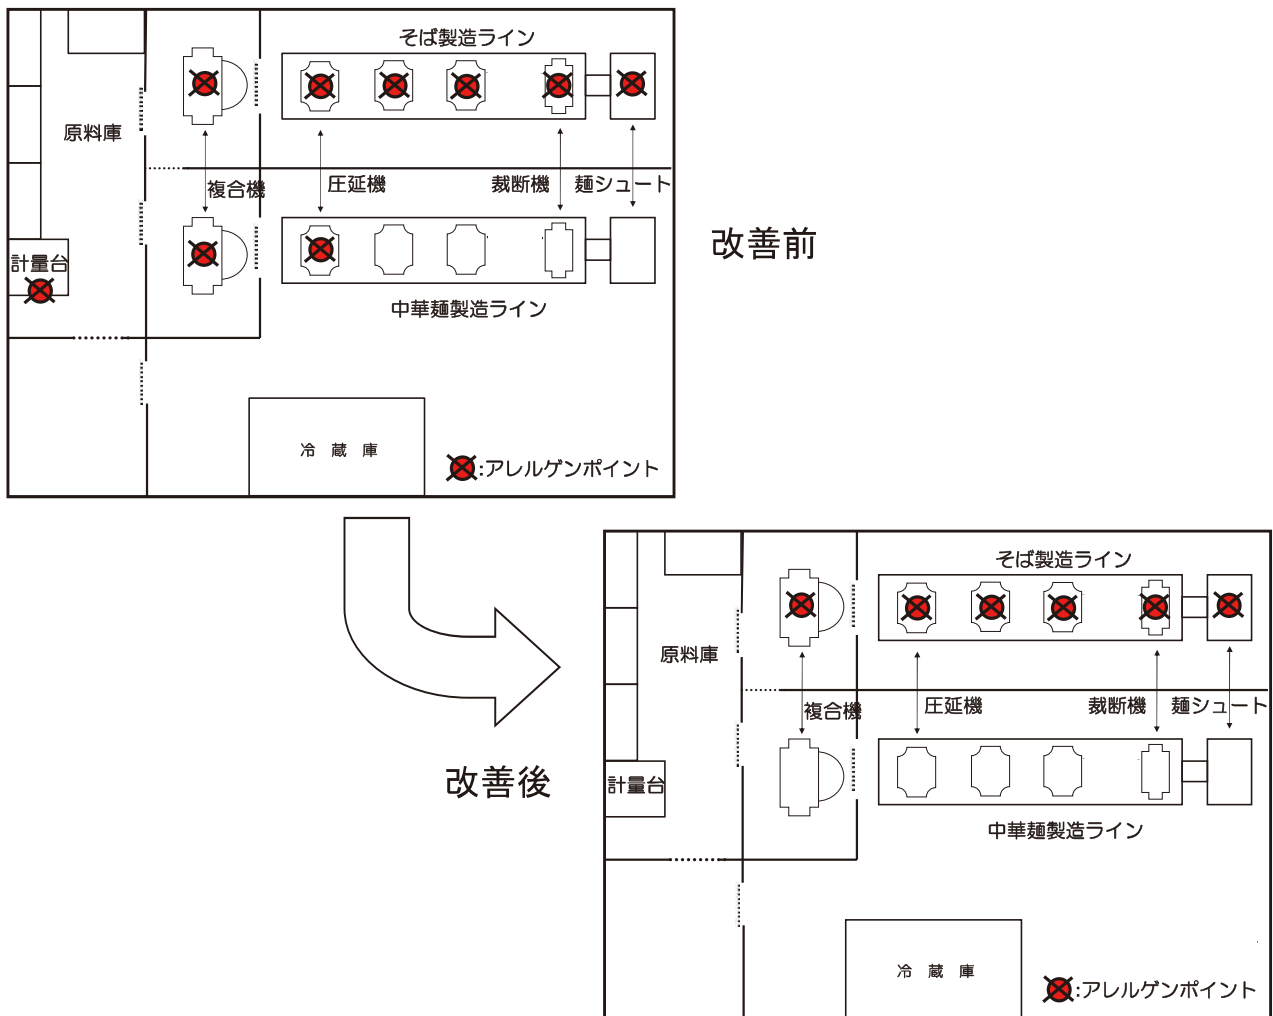 そば製造ライン
原料庫
複合機
圧延機
裁断機
麺シュート
計量台
中華麺製造ライン
冷 蔵 庫
:アレルゲンポイント
改善前
改善後
そば製造ライン
原料庫
複合機
圧延機
裁断機
麺シュート
計量台
中華麺製造ライン
冷 蔵 庫
:アレルゲンポイント